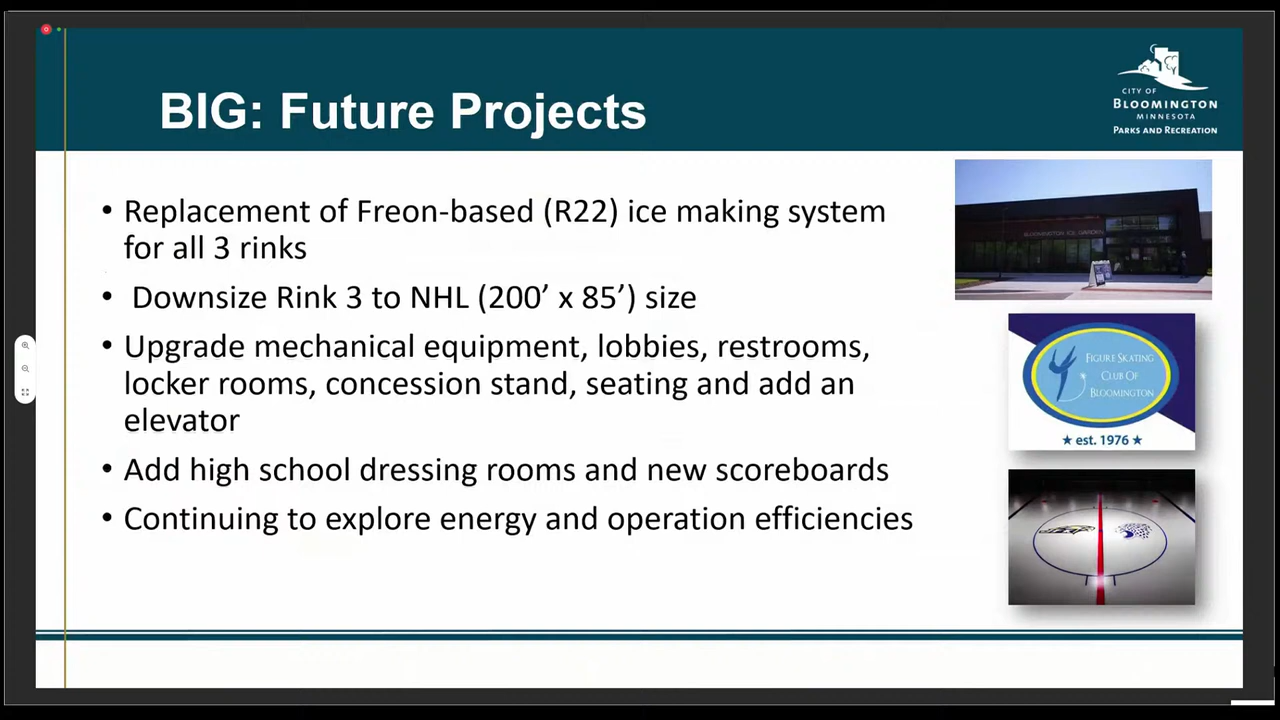 BIG: Future Projects
CITY OF
BLOOMINGTON
MINNESOTA
PARKS AND RECREATION
• Replacement of Freon-based (R22) ice making system
for all 3 rinks
• Downsize Rink 3 to NHL (200’ x 85’) size
• Upgrade mechanical equipment, lobbies, restrooms,
locker rooms, concession stand, seating and add an
elevator
• Add high school dressing rooms and new scoreboards
• Continuing to explore energy and operation efficiencies
BLOOMINGTON ICE GARDEN
FIGURE SKATING
CLUB OF
BLOOMINGTON
★ est. 1976 ★